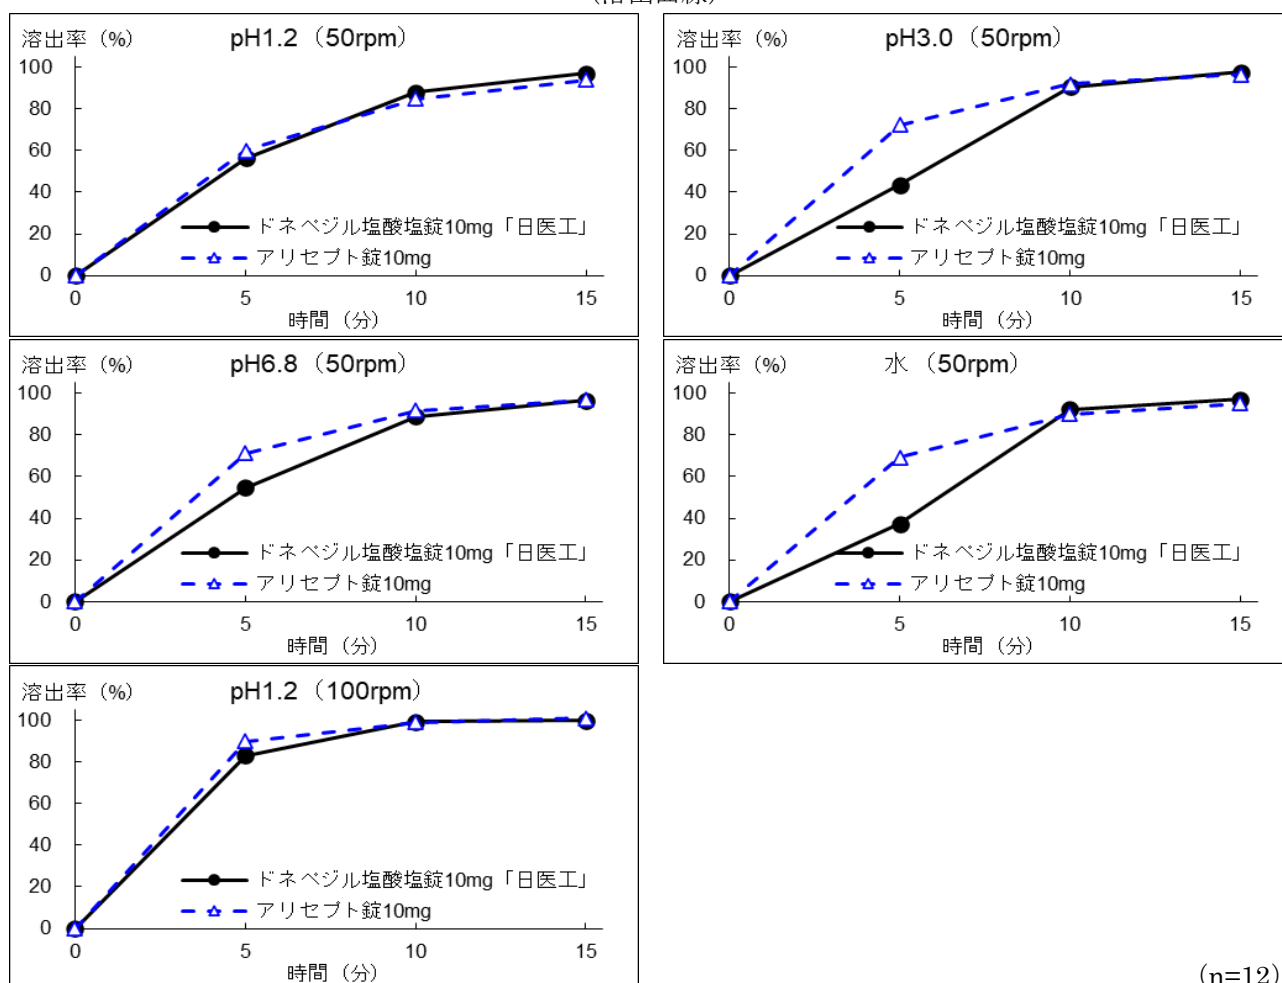 溶出率 (%) pH1.2 (50rpm)
100
80
60
40
20
0
ドネペジル塩酸塩錠10mg「日医工」
アリセプト錠10mg
0 5 10 15
時間 (分)
溶出率 (%) pH3.0 (50rpm)
100
80
60
40
20
0
ドネペジル塩酸塩錠10mg「日医工」
アリセプト錠10mg
0 5 10 15
時間 (分)
溶出率 (%) pH6.8 (50rpm)
100
80
60
40
20
0
ドネペジル塩酸塩錠10mg「日医工」
アリセプト錠10mg
0 5 10 15
時間 (分)
溶出率 (%) 水 (50rpm)
100
80
60
40
20
0
ドネペジル塩酸塩錠10mg「日医工」
アリセプト錠10mg
0 5 10 15
時間 (分)
溶出率 (%) pH1.2 (100rpm)
100
80
60
40
20
0
ドネペジル塩酸塩錠10mg「日医工」
アリセプト錠10mg
0 5 10 15
時間 (分)
(n=12)